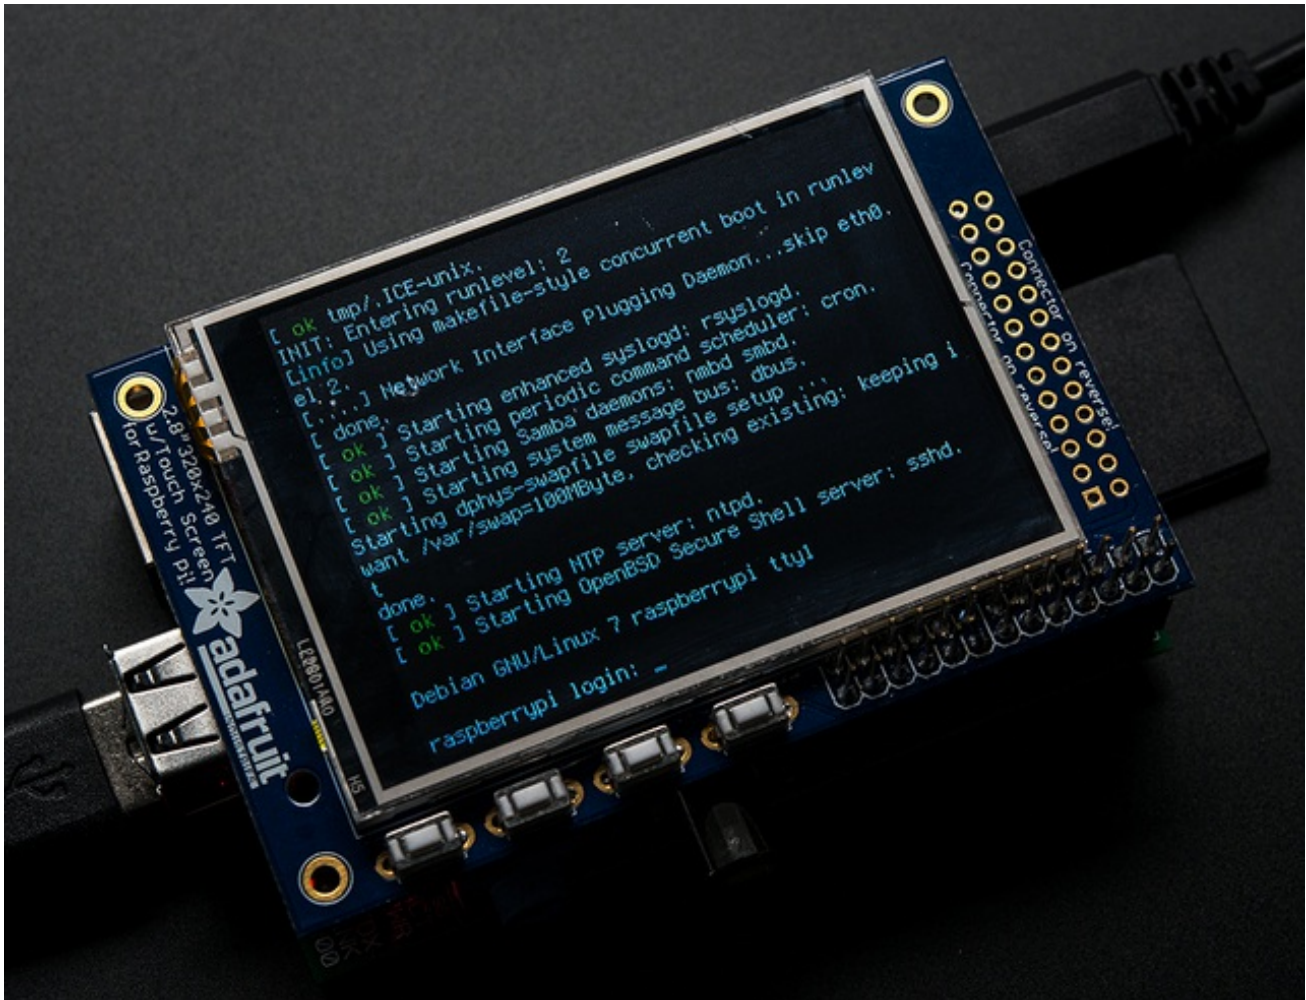 [ ok tmp/.ICE-unix.
INIT: Entering runlevel: 2
[info] Using makefile-style concurrent boot in runlev
el 2.
[....] Network Interface Plugging Daemon...skip eth0.
[ done.
[ ok ] Starting enhanced syslogd: rsyslogd.
[ ok ] Starting periodic command scheduler: cron.
[ ok ] Starting Samba daemons: nmbd smbd.
[ ok ] Starting system message bus: dbus.
Starting dphys-swapfile swapfile setup ...
want /var/swap=100MByte, checking existing: keeping i
t
done.
[ ok ] Starting NTP server: ntpd.
[ ok ] Starting OpenBSD Secure Shell server: sshd.
Debian GNU/Linux 7 raspberrypi tty1
raspberrypi login: _
2.8" 320x240 TFT
w/Touch Screen
for Raspberry Pi!
adafruit
Connector on reverse!
Connector on reverse!